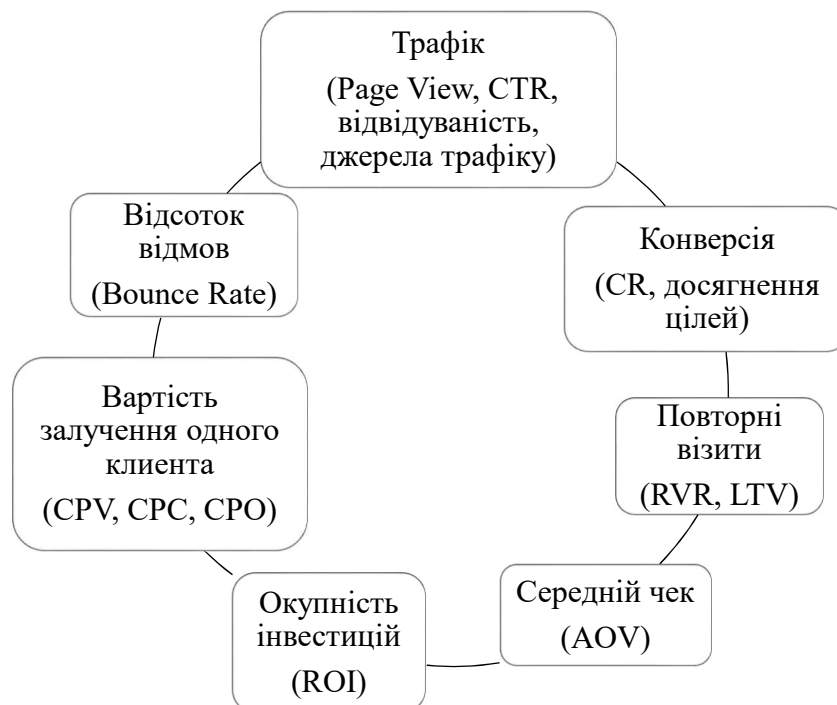 Трафік
(Page View, CTR,
відвідуваність,
джерела трафіку)
Конверсія
(CR, досягнення
цілей)
Повторні
візити
(RVR, LTV)
Середній чек
(AOV)
Окупність
інвестицій
(ROI)
Вартість
залучення одного
клиента
(CPV, CPC, CPO)
Відсоток
відмов
(Bounce Rate)